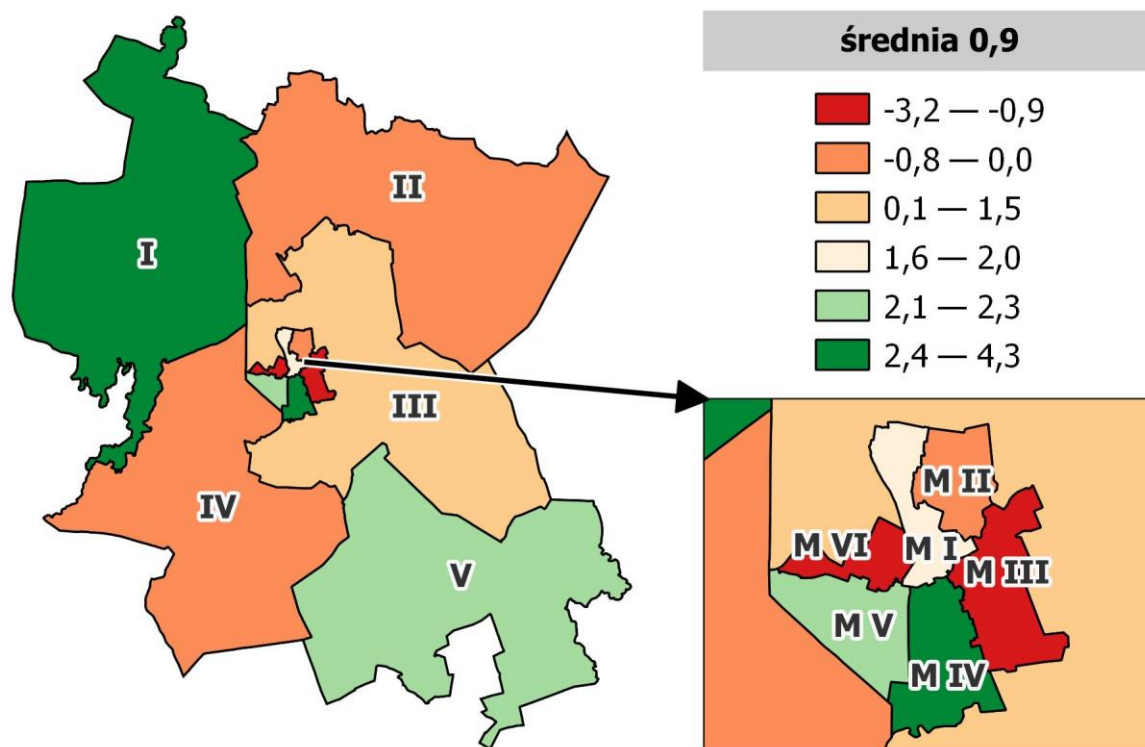 średnia 0,9
-3,2 — -0,9
-0,8 — 0,0
0,1 — 1,5
1,6 — 2,0
2,1 — 2,3
2,4 — 4,3
I
II
III
IV
V
M II
M VI
M I
M III
M V
M IV